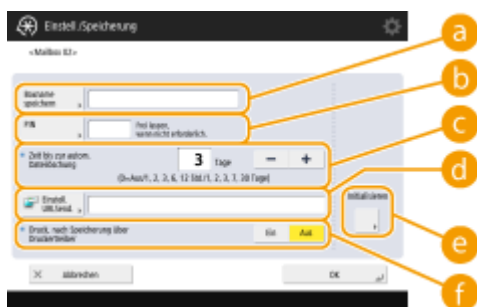 Einstell./Speicherung
<Mailbox 02>
a
Boxname
speichern
b
PIN
Frei lassen,
wenn nicht erforderlich.
c
Zeit bis zur autom.
Dateilöschung
3 Tage - +
(0=Aus/1, 2, 3, 6, 12 Std./1, 2, 3, 7, 30 Tage)
d
Einstell.
URL Send.
Initialisieren
e
Druck, nach Speicherung über
Druckertreiber
Ein Aus
f
Abbrechen OK